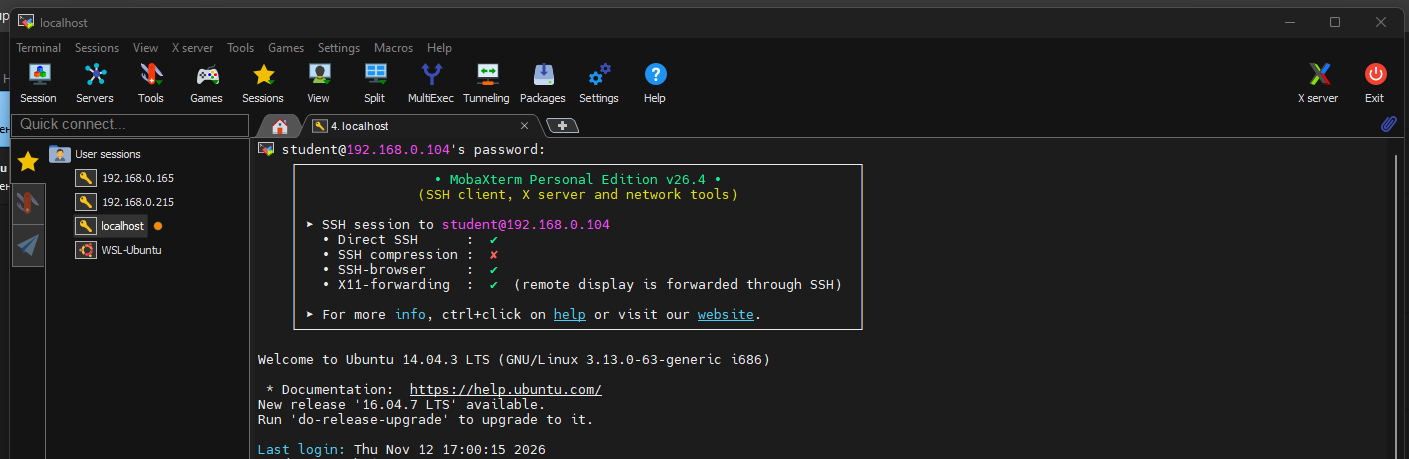 localhost
Terminal Sessions View X server Tools Games Settings Macros Help
Session Servers Tools Games Sessions View Split MultiExec Tunneling Packages Settings Help X server Exit
Quick connect...
4. localhost
User sessions
192.168.0.165
192.168.0.215
localhost
WSL-Ubuntu
student@192.168.0.104's password:
• MobaXterm Personal Edition v26.4 •
(SSH client, X server and network tools)
➤ SSH session to student@192.168.0.104
• Direct SSH : ✔
• SSH compression : ✘
• SSH-browser : ✔
• X11-forwarding : ✔ (remote display is forwarded through SSH)
➤ For more info, ctrl+click on help or visit our website.
Welcome to Ubuntu 14.04.3 LTS (GNU/Linux 3.13.0-63-generic i686)
* Documentation: https://help.ubuntu.com/
New release '16.04.7 LTS' available.
Run 'do-release-upgrade' to upgrade to it.
Last login: Thu Nov 12 17:00:15 2026